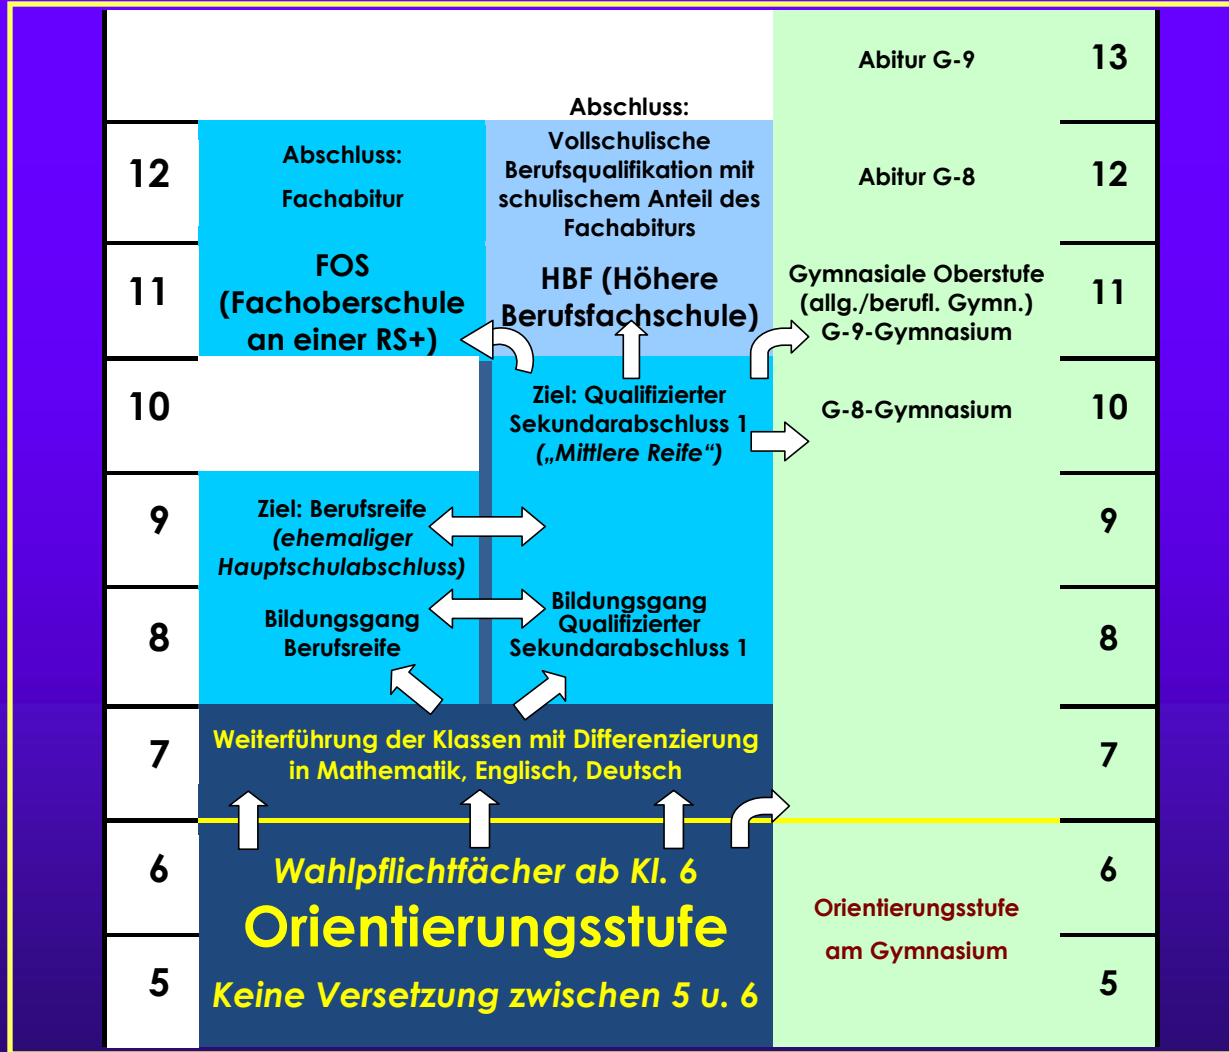 Abitur G-9
13
Abschluss:
12
Abschluss:
Fachabitur
Vollschulische
Berufsqualifikation mit
schulischem Anteil des
Fachabiturs
Abitur G-8
12
11
FOS
(Fachoberschule
an einer RS+)
HBF (Höhere
Berufsfachschule)
Gymnasiale Oberstufe
(allg./berufl. Gymn.)
G-9-Gymnasium
11
10
Ziel: Qualifizierter
Sekundarabschluss 1
(„Mittlere Reife“)
G-8-Gymnasium
10
9
Ziel: Berufsreife
(ehemaliger
Hauptschulabschluss)
9
8
Bildungsgang
Berufsreife
Bildungsgang
Qualifizierter
Sekundarabschluss 1
8
7
Weiterführung der Klassen mit Differenzierung
in Mathematik, Englisch, Deutsch
7
6
Wahlpflichtfächer ab Kl. 6
Orientierungsstufe
6
Orientierungsstufe
am Gymnasium
5
Keine Versetzung zwischen 5 u. 6
5